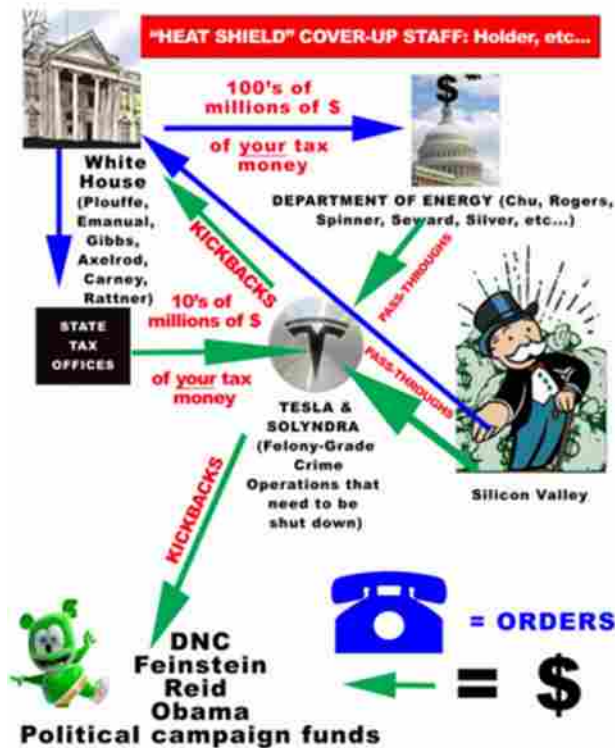 "HEAT SHIELD" COVER-UP STAFF: Holder, etc...
100's of
millions of $
of your tax
money
$
White
House
(Plouffe,
Emanual,
Gibbs,
Axelrod,
Carney,
Rattner)
DEPARTMENT OF ENERGY (Chu, Rogers,
Spinner, Seward, Silver, etc...)
KICKBACKS
PASS-THROUGHS
10's of
millions of $
STATE
TAX
OFFICES
of your tax
money
PASS-THROUGHS
TESLA &
SOLYNDRA
(Felony-Grade
Crime
Operations that
need to be
shut down)
Silicon Valley
KICKBACKS
= ORDERS
DNC
Feinstein
Reid
Obama
Political campaign funds
= $